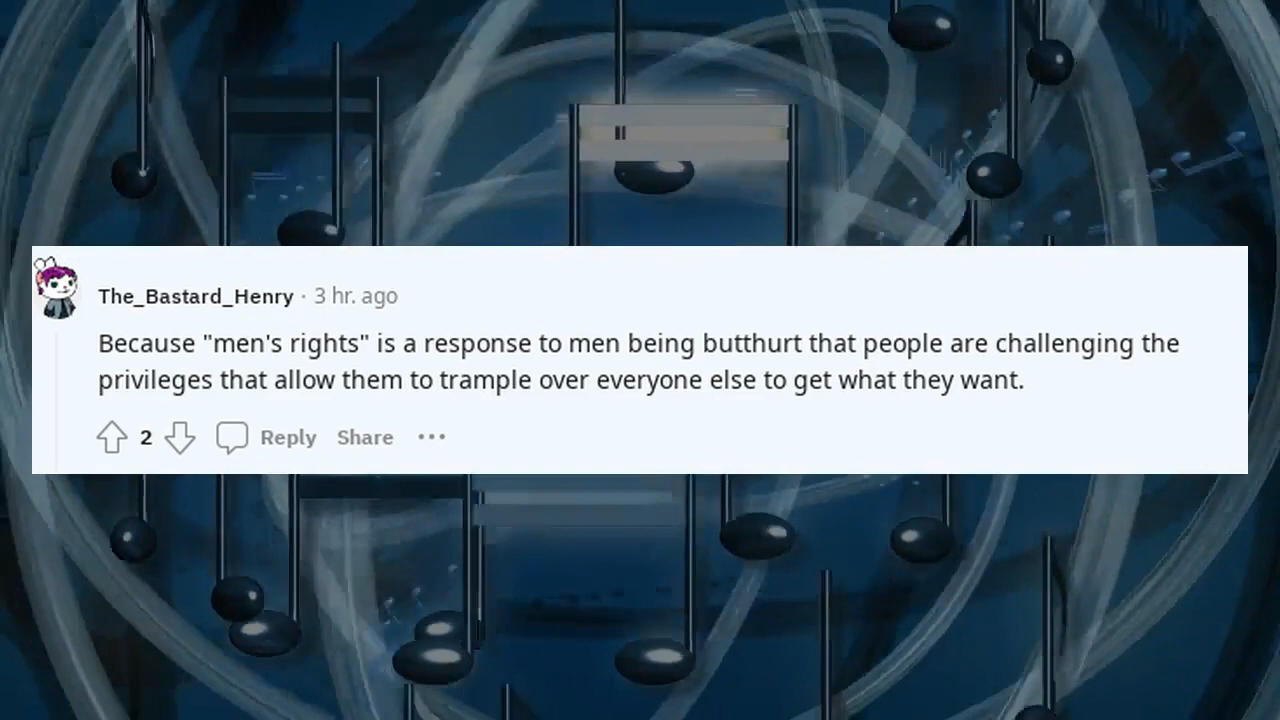 The_Bastard_Henry · 3 hr. ago
Because "men's rights" is a response to men being butthurt that people are challenging the
privileges that allow them to trample over everyone else to get what they want.
2 Reply Share ···